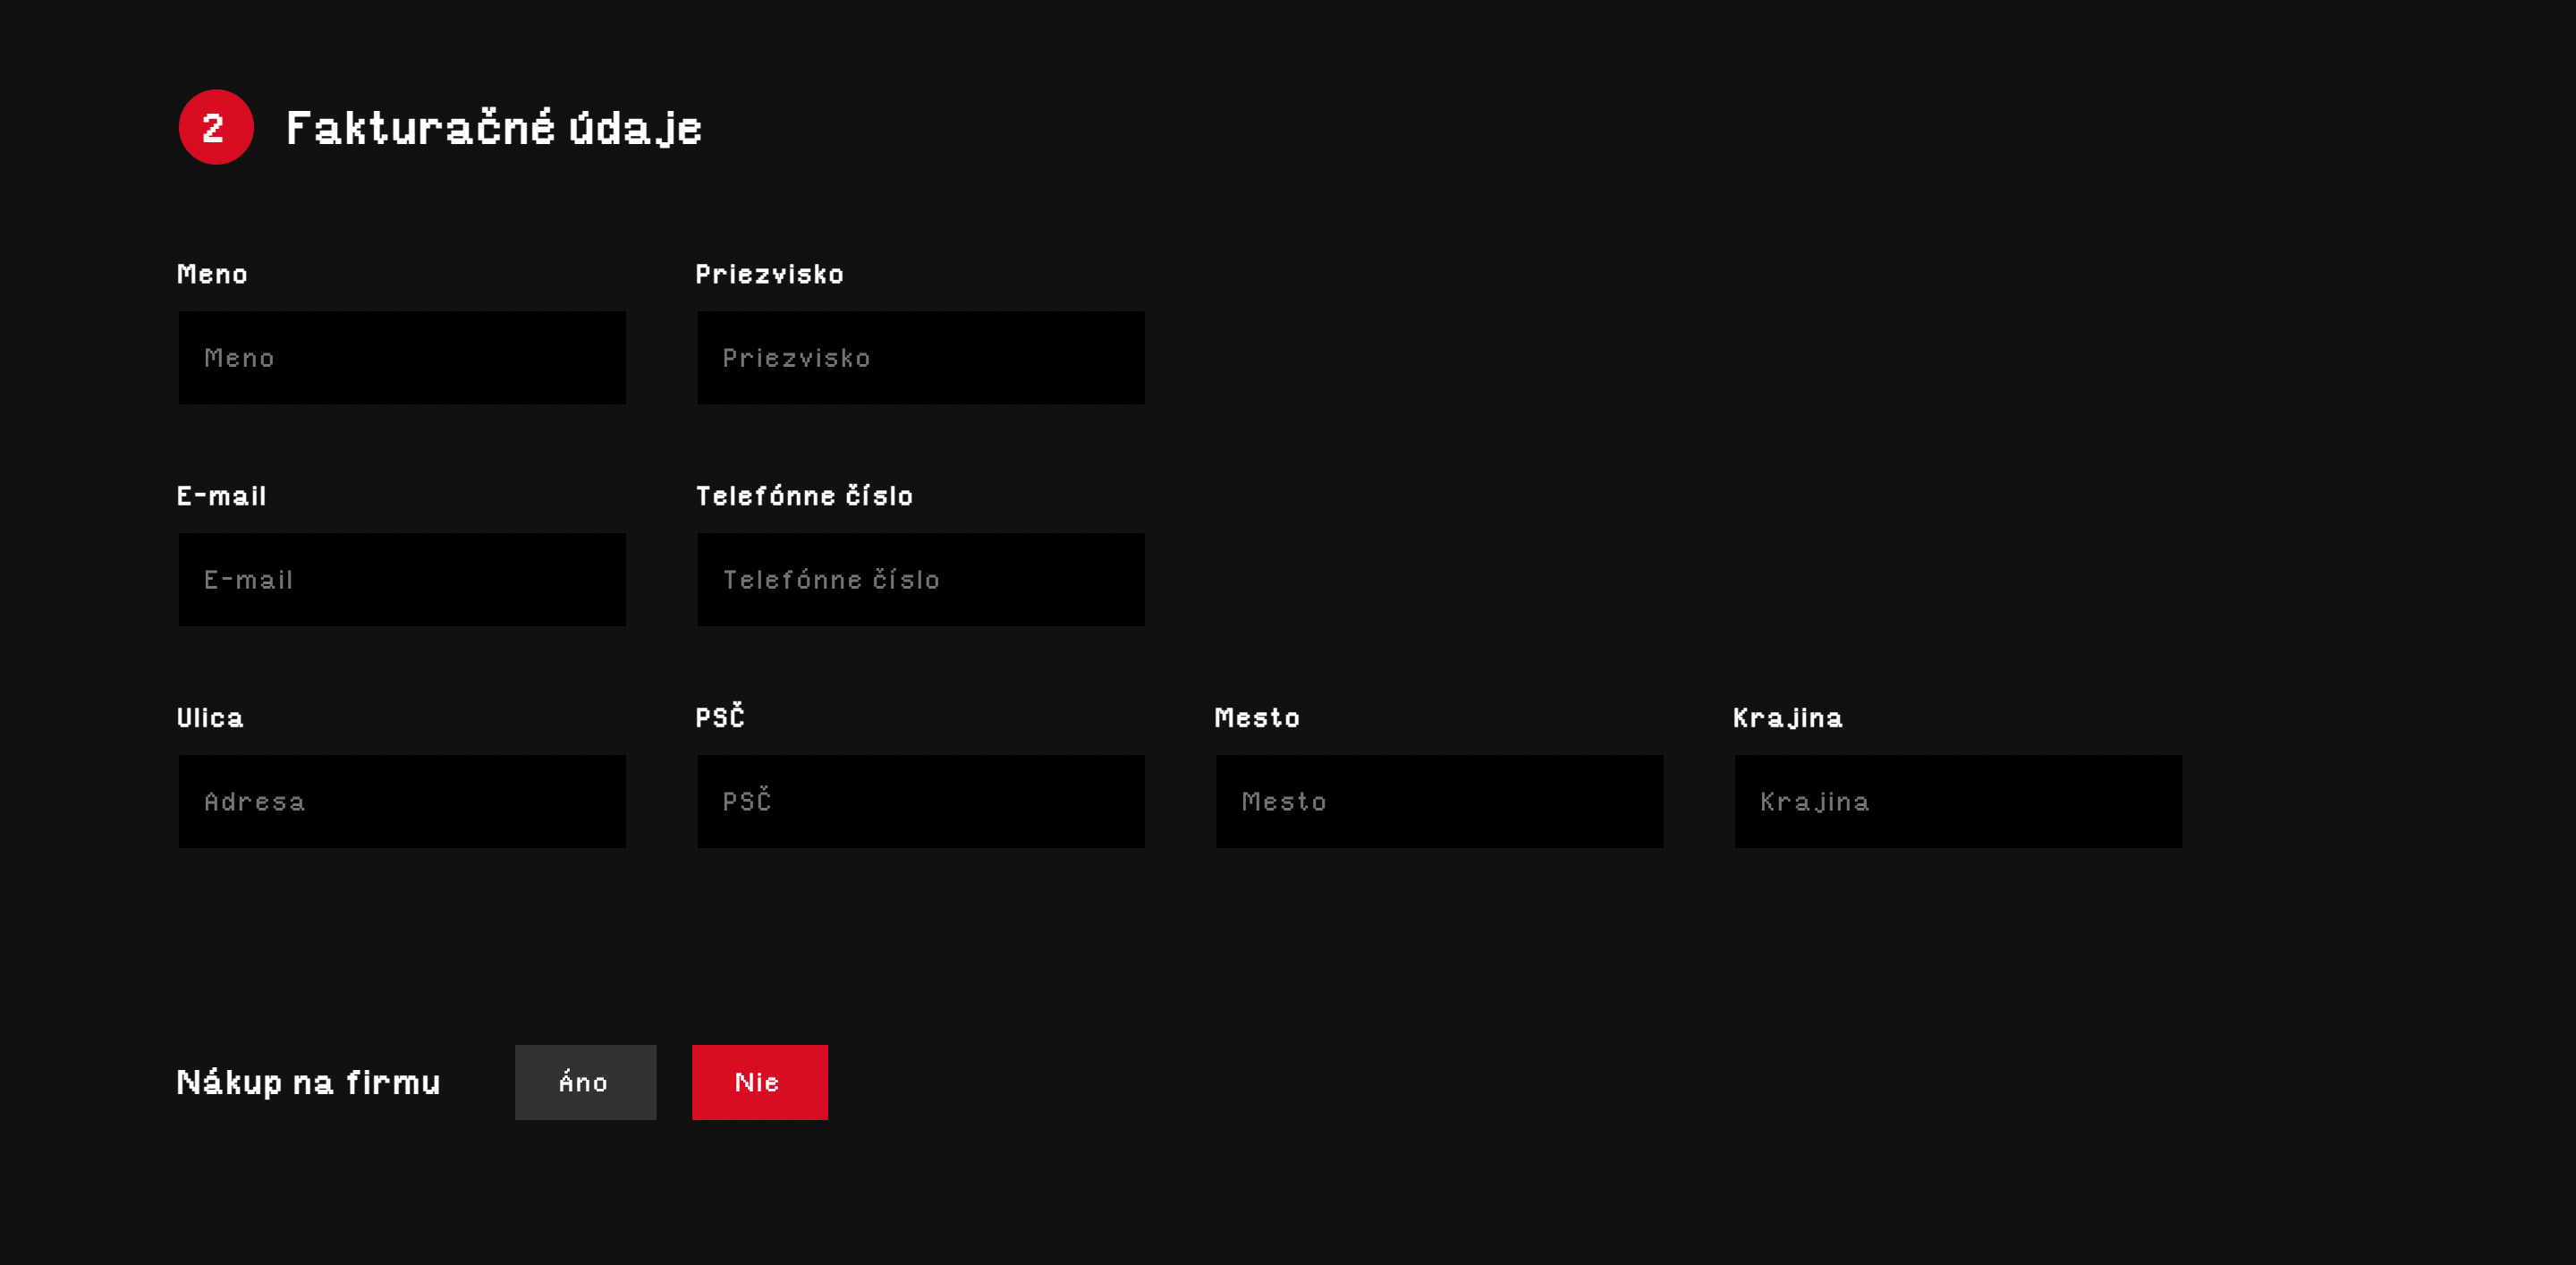 2 Fakturačné údaje
Meno Priezvisko
Meno Priezvisko
E-mail Telefónne číslo
E-mail Telefónne číslo
Ulica PSČ Mesto Krajina
Adresa PSČ Mesto Krajina
Nákup na firmu Áno Nie